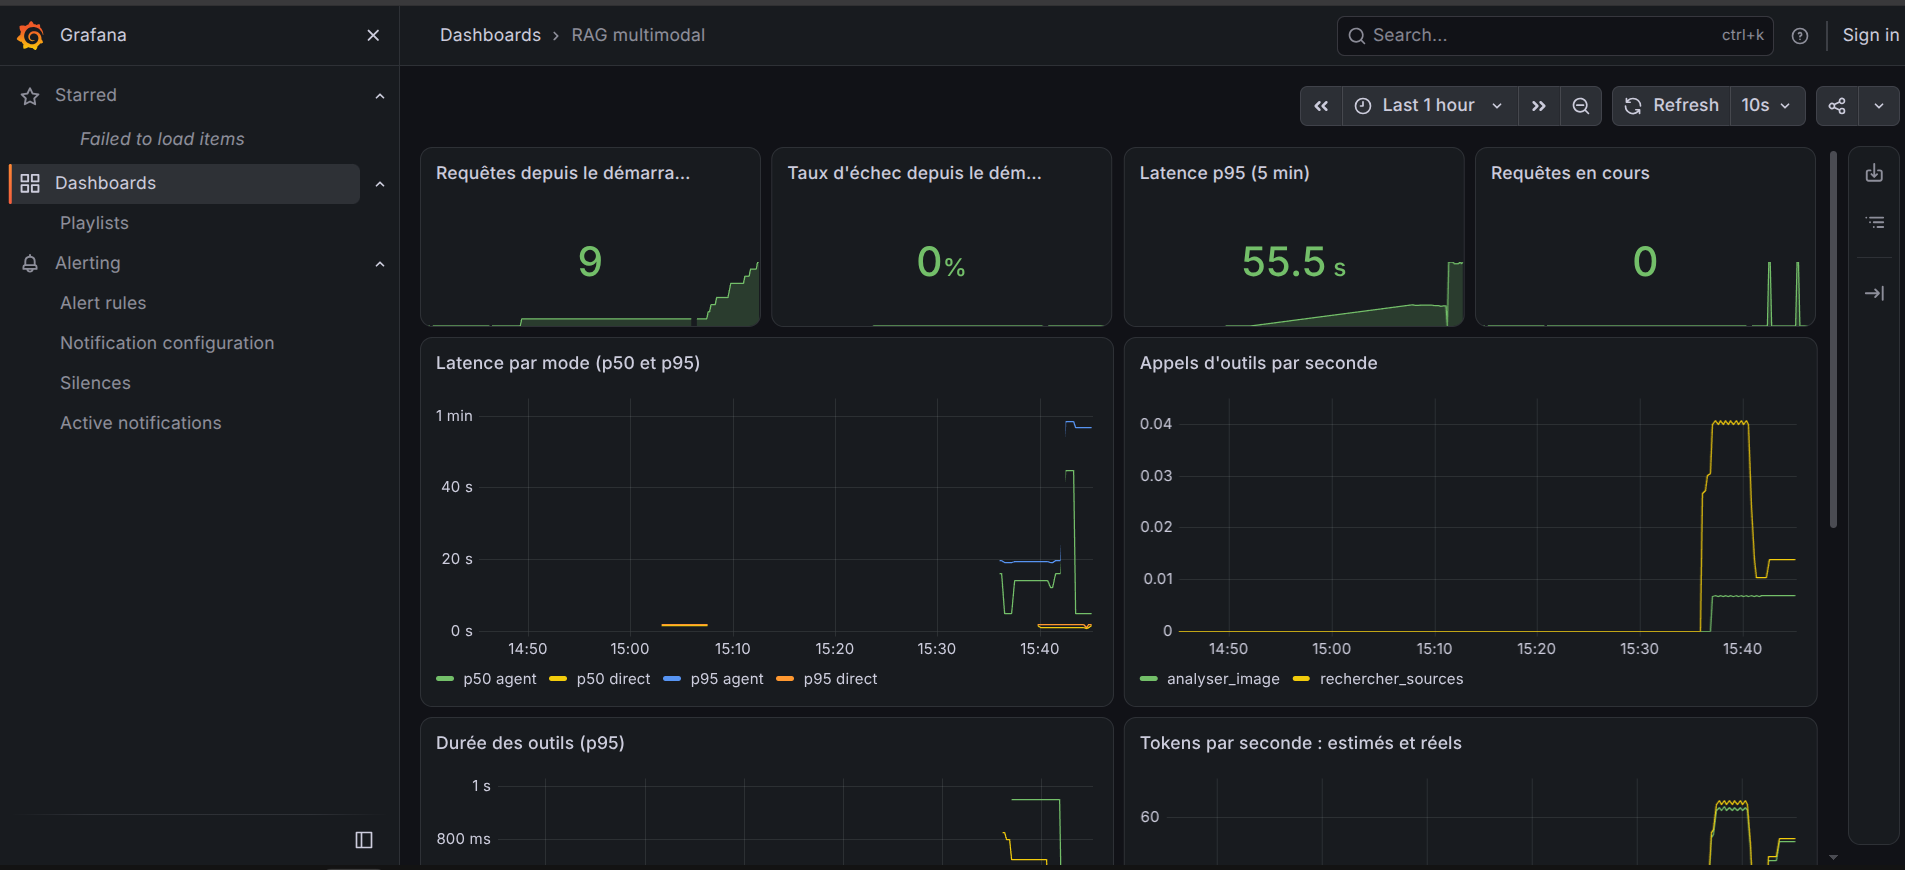 Grafana
Dashboards › RAG multimodal
Search... ctrl+k
Sign in
Starred
Failed to load items
Dashboards
Playlists
Alerting
Alert rules
Notification configuration
Silences
Active notifications
Last 1 hour
Refresh 10s
Requêtes depuis le démarra...
9
Taux d'échec depuis le dém...
0%
Latence p95 (5 min)
55.5 s
Requêtes en cours
0
Latence par mode (p50 et p95)
1 min
40 s
20 s
0 s
14:50 15:00 15:10 15:20 15:30 15:40
p50 agent p50 direct p95 agent p95 direct
Appels d'outils par seconde
0.04
0.03
0.02
0.01
0
14:50 15:00 15:10 15:20 15:30 15:40
analyser_image rechercher_sources
Durée des outils (p95)
1 s
800 ms
Tokens par seconde : estimés et réels
60